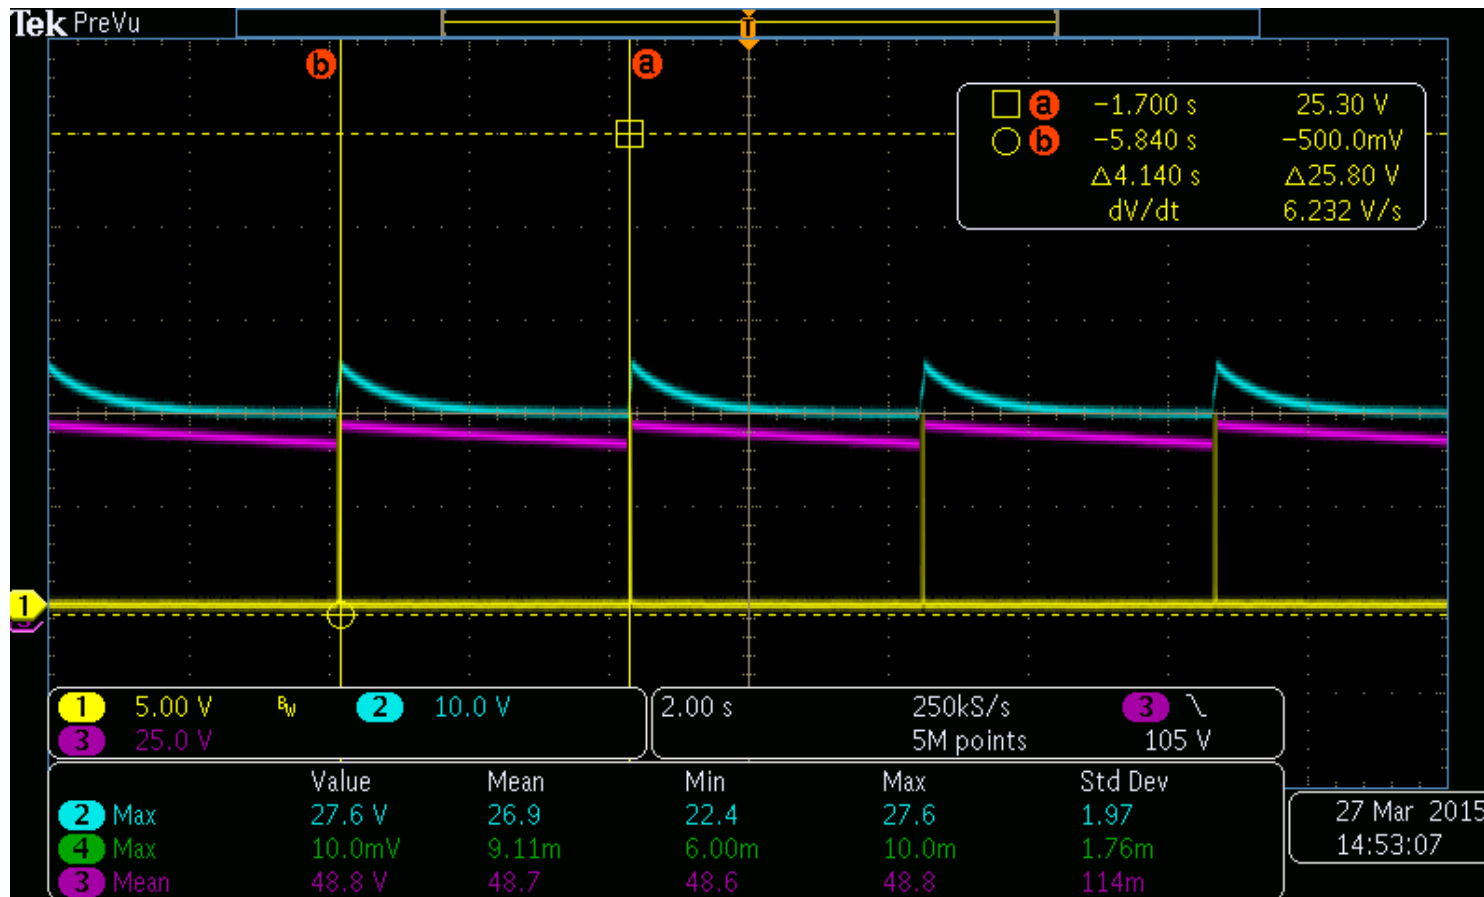 Tek PreVu
T
b a
a −1.700 s 25.30 V
b −5.840 s −500.0mV
Δ4.140 s Δ25.80 V
dV/dt 6.232 V/s
1
1 5.00 V BW 2 10.0 V
3 25.0 V
2.00 s 250kS/s 3
5M points 105 V
Value Mean Min Max Std Dev
2 Max 27.6 V 26.9 22.4 27.6 1.97
4 Max 10.0mV 9.11m 6.00m 10.0m 1.76m
3 Mean 48.8 V 48.7 48.6 48.8 114m
27 Mar 2015
14:53:07